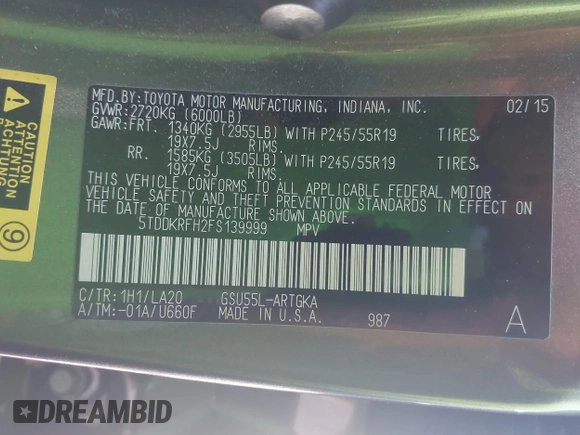 MFD.BY:TOYOTA MOTOR MANUFACTURING, INDIANA, INC. 02/15
GVWR:2720KG (6000LB)
GAWR:FRT. 1340KG (2955LB) WITH P245/55R19 TIRES,
19X7.5J RIMS.
RR. 1585KG (3505LB) WITH P245/55R19 TIRES,
19X7.5J RIMS.
THIS VEHICLE CONFORMS TO ALL APPLICABLE FEDERAL MOTOR
VEHICLE SAFETY AND THEFT PREVENTION STANDARDS IN EFFECT ON
THE DATE OF MANUFACTURE SHOWN ABOVE.
5TDDKRFH2FS139999 MPV
C/TR:1H1/LA20 GSU55L-ARTGKA
A/TM:-01A/U660F MADE IN U.S.A. 987 A
CAUTION
ATTENTION
ACHTUNG
9
DREAMBID